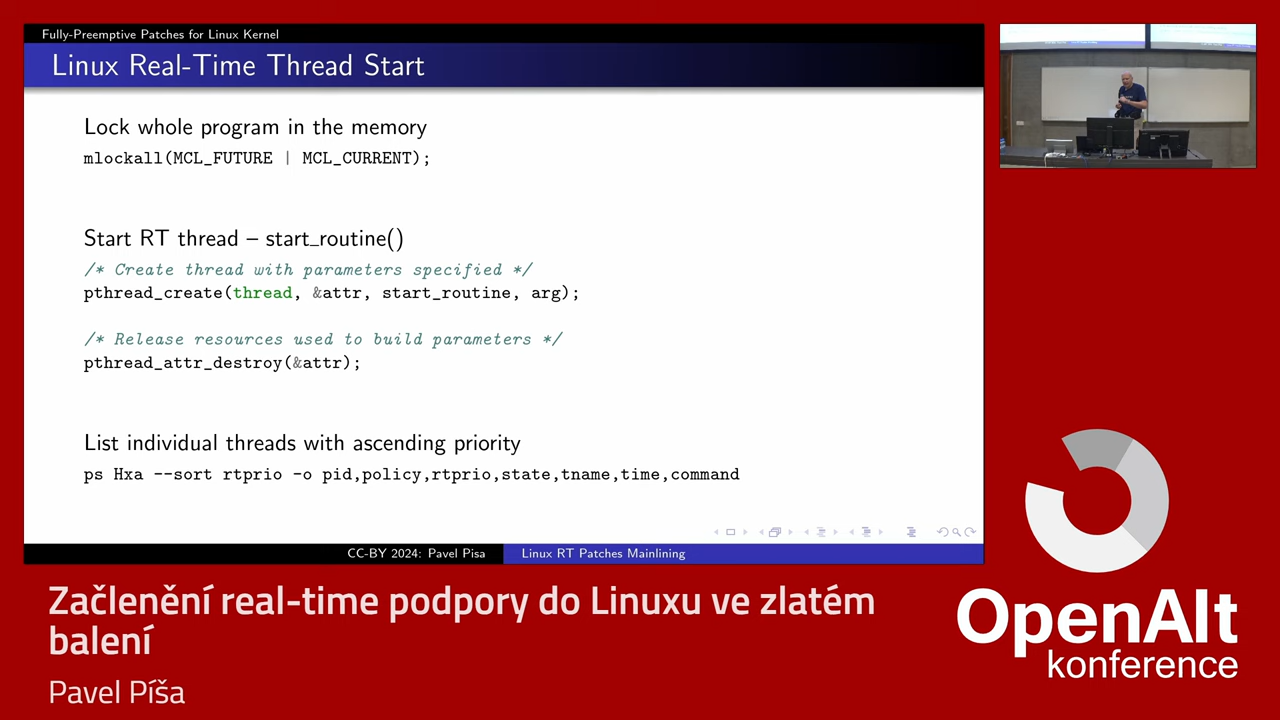 Fully-Preemptive Patches for Linux Kernel
Linux Real-Time Thread Start
Lock whole program in the memory
mlockall(MCL_FUTURE | MCL_CURRENT);
Start RT thread – start_routine()
/* Create thread with parameters specified */
pthread_create(thread, &attr, start_routine, arg);
/* Release resources used to build parameters */
pthread_attr_destroy(&attr);
List individual threads with ascending priority
ps Hxa --sort rtprio -o pid,policy,rtprio,state,tname,time,command
CC-BY 2024: Pavel Pisa
Linux RT Patches Mainlining
Začlenění real-time podpory do Linuxu ve zlatém
balení
Pavel Píša
OpenAlt
konference